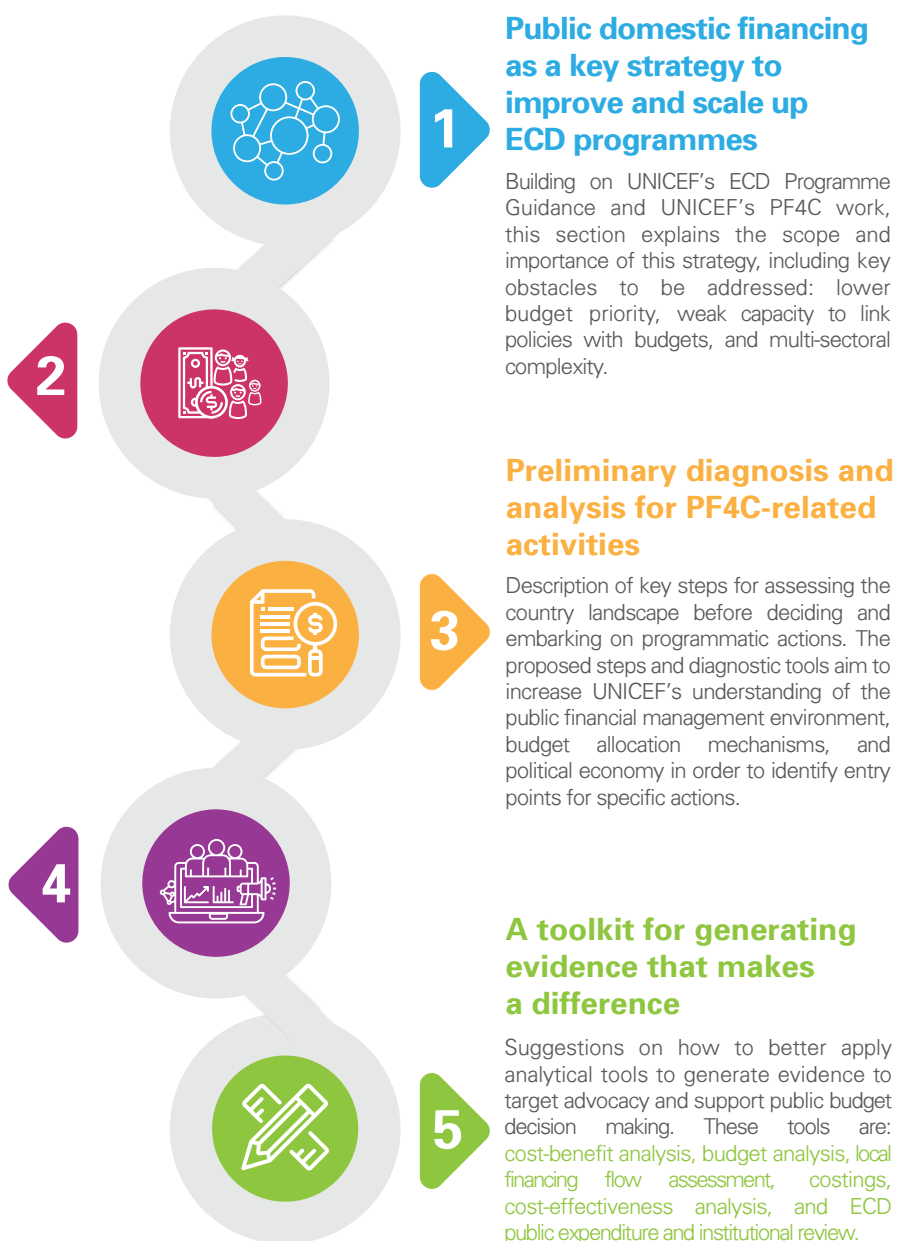 Public domestic financing
as a key strategy to
improve and scale up
ECD programmes
1
Building on UNICEF's ECD Programme
Guidance and UNICEF's PF4C work,
this section explains the scope and
importance of this strategy, including key
obstacles to be addressed: lower
budget priority, weak capacity to link
policies with budgets, and multi-sectoral
complexity.
2
Preliminary diagnosis and
analysis for PF4C-related
activities
3
Description of key steps for assessing the
country landscape before deciding and
embarking on programmatic actions. The
proposed steps and diagnostic tools aim to
increase UNICEF's understanding of the
public financial management environment,
budget allocation mechanisms, and
political economy in order to identify entry
points for specific actions.
4
A toolkit for generating
evidence that makes
a difference
5
Suggestions on how to better apply
analytical tools to generate evidence to
target advocacy and support public budget
decision making. These tools are:
cost-benefit analysis, budget analysis, local
financing flow assessment, costings,
cost-effectiveness analysis, and ECD
public expenditure and institutional review.